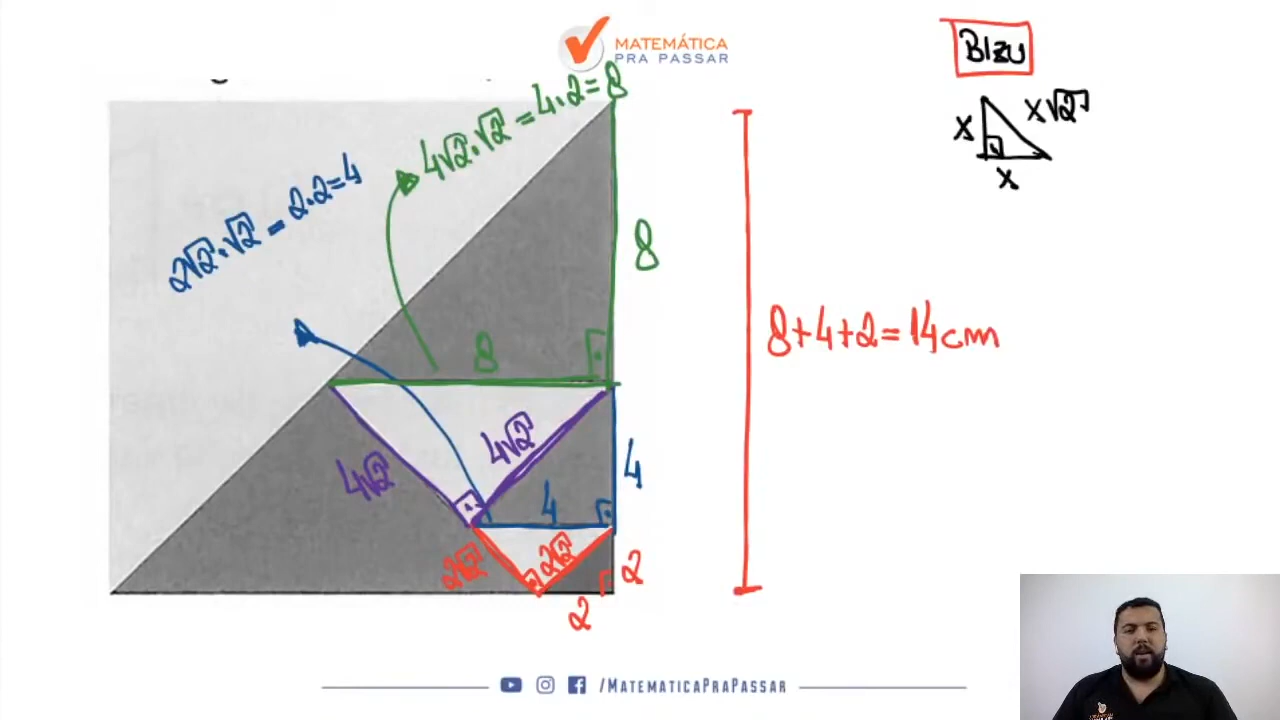 MATEMÁTICA
PRA PASSAR
BIZU
x
x√2
x
4√2·√2=4·2=8
2√2·√2=2·2=4
8
8+4+2=14cm
8
4√2
4√2
4
4
2√2
2√2
2
2
/MATEMATICAPRAPASSAR